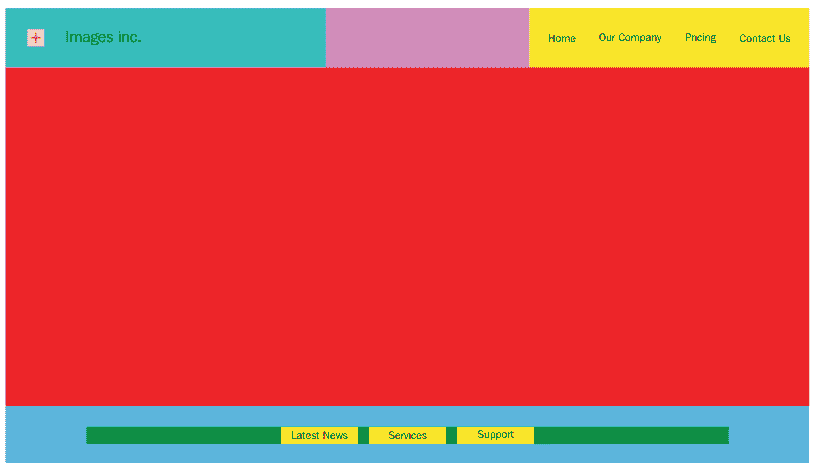 Images inc.
Home Our Company Pricing Contact Us
Latest News Services Support